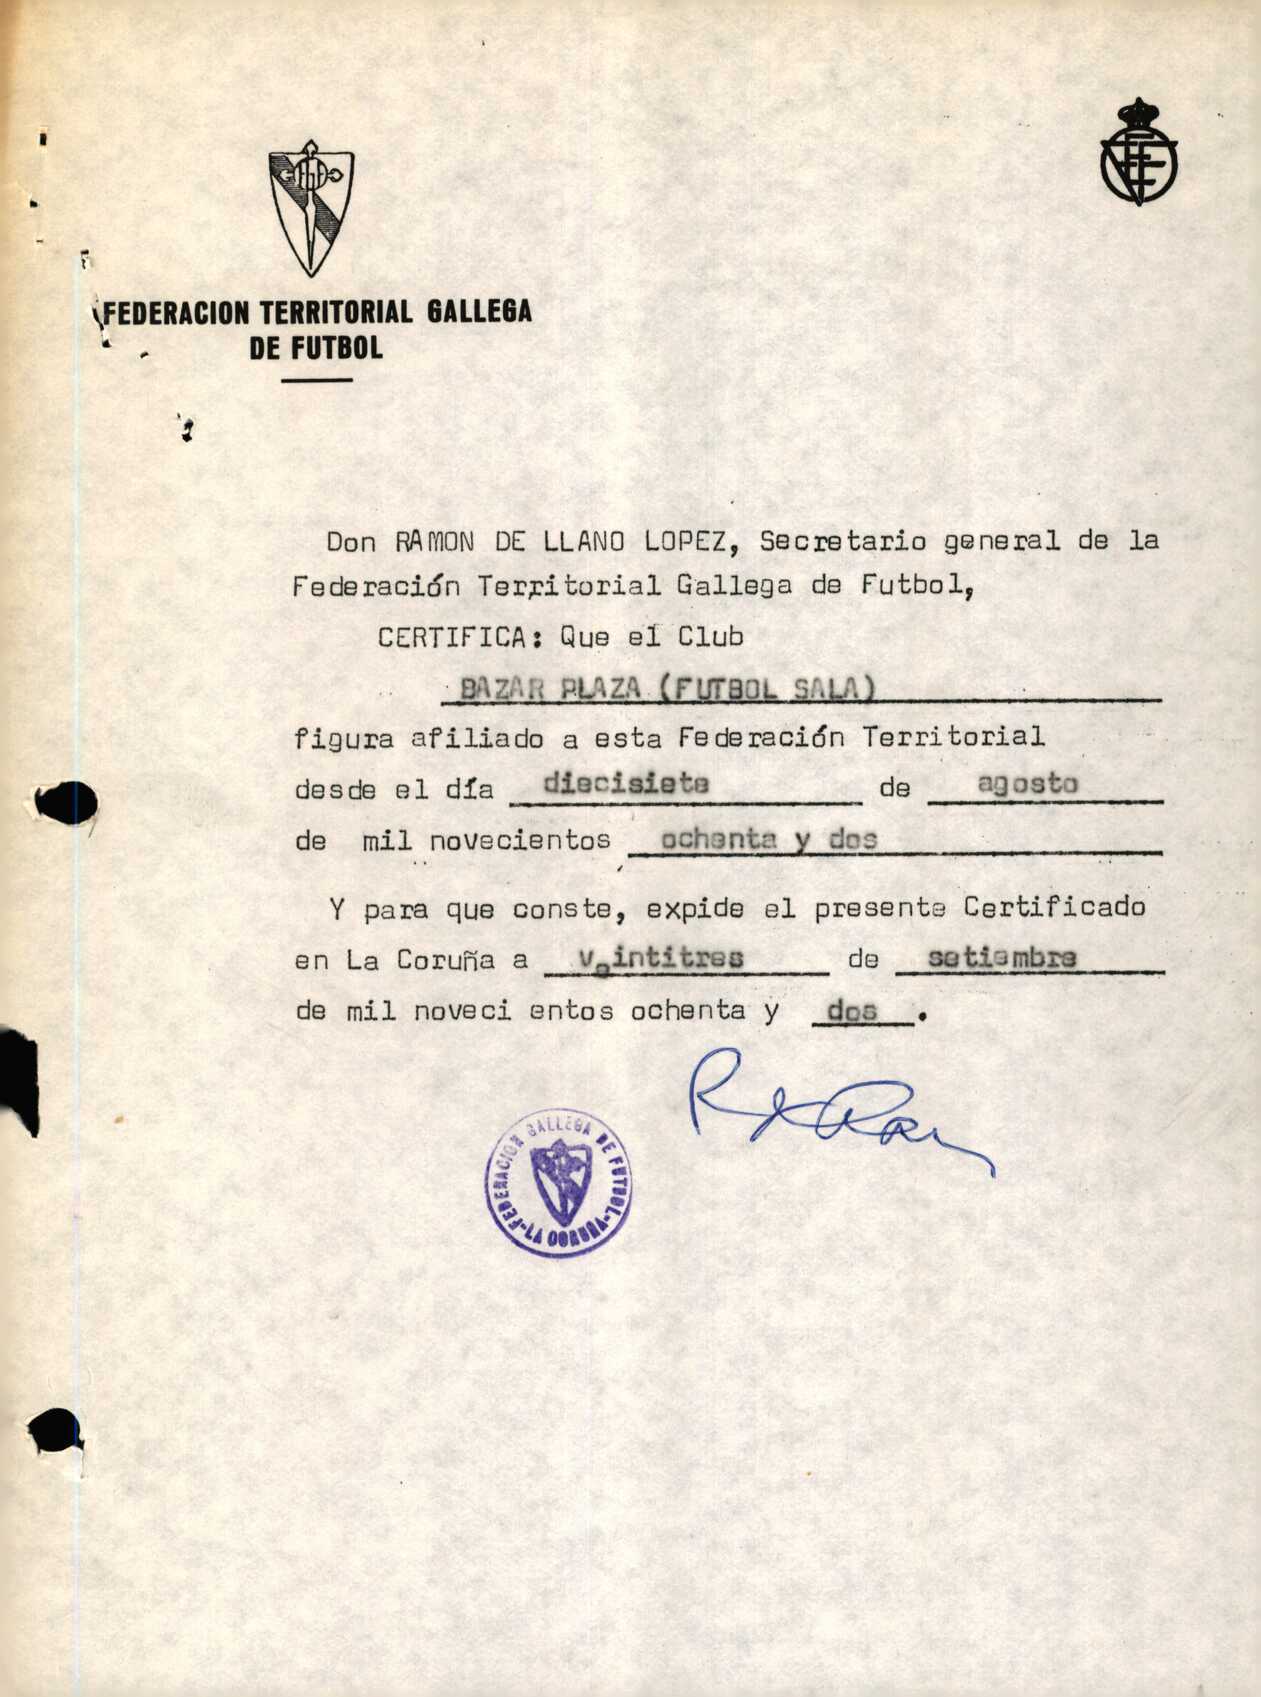 FEDERACION TERRITORIAL GALLEGA
DE FUTBOL
Don RAMON DE LLANO LOPEZ, Secretario general de la
Federación Territorial Gallega de Futbol,
CERTIFICA: Que el Club
BAZAR PLAZA (FUTBOL SALA)
figura afiliado a esta Federación Territorial
desde el día diecisiete de agosto
de mil novecientos ochenta y dos
Y para que conste, expide el presente Certificado
en La Coruña a veintitres de setiembre
de mil noveci entos ochenta y dos.
FEDERACION GALLEGA DE FUTBOL-LA CORUÑA-